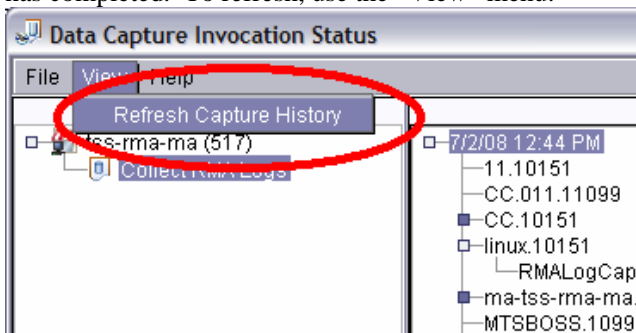 has completed. To refresh, use the "View" menu.
Data Capture Invocation Status
File View Help
Refresh Capture History
tss-rma-ma (517)
Collect RMA Logs
7/2/08 12:44 PM
11.10151
CC.011.11099
CC.10151
linux.10151
RMALogCap
ma-tss-rma-ma.
MTSBOSS.1099